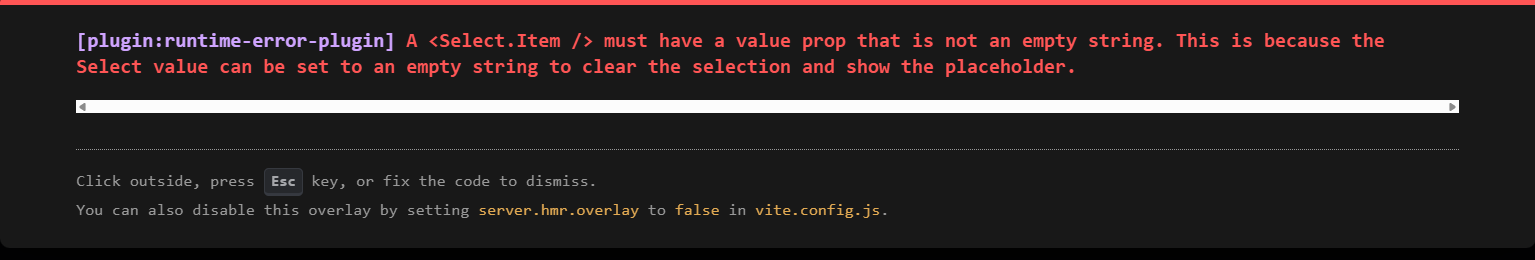 [plugin:runtime-error-plugin] A <Select.Item /> must have a value prop that is not an empty string. This is because the
Select value can be set to an empty string to clear the selection and show the placeholder.
Click outside, press Esc key, or fix the code to dismiss.
You can also disable this overlay by setting server.hmr.overlay to false in vite.config.js.